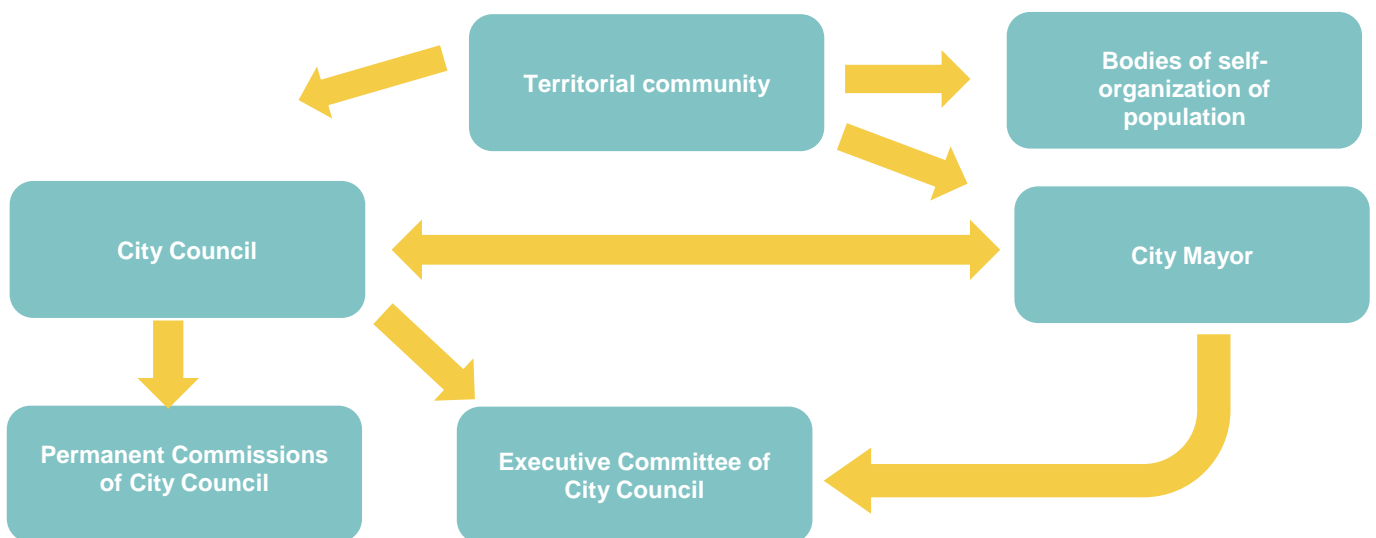 Territorial community
Bodies of self-
organization of
population
City Council
City Mayor
Permanent Commissions
of City Council
Executive Committee of
City Council